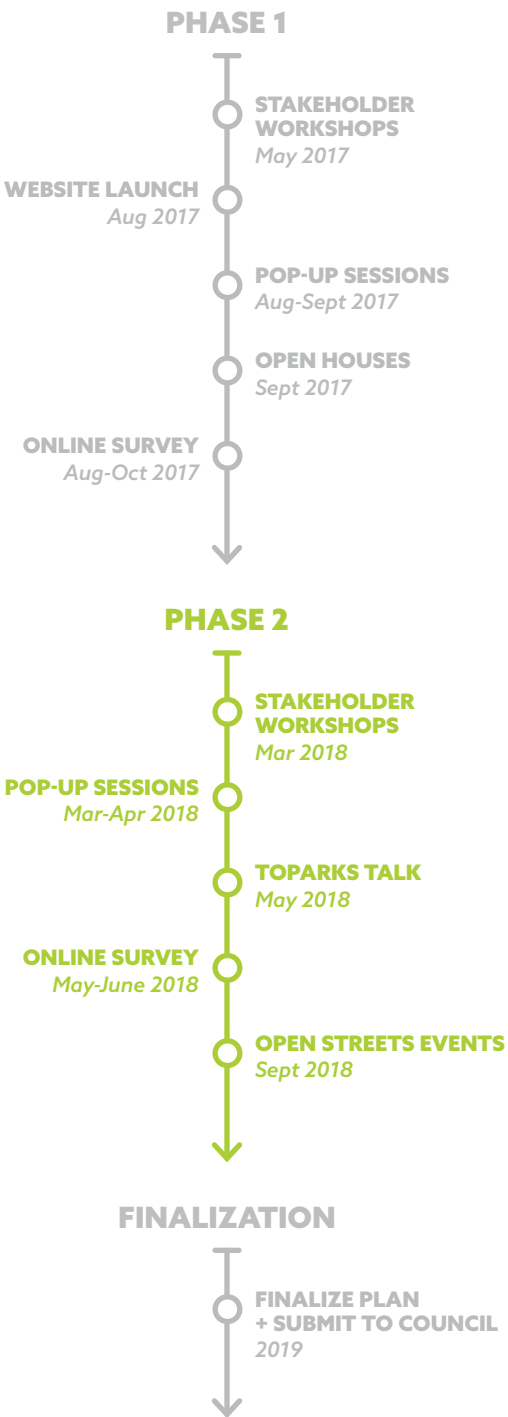 PHASE 1
STAKEHOLDER
WORKSHOPS
May 2017
WEBSITE LAUNCH
Aug 2017
POP-UP SESSIONS
Aug-Sept 2017
OPEN HOUSES
Sept 2017
ONLINE SURVEY
Aug-Oct 2017
PHASE 2
STAKEHOLDER
WORKSHOPS
Mar 2018
POP-UP SESSIONS
Mar-Apr 2018
TOPARKS TALK
May 2018
ONLINE SURVEY
May-June 2018
OPEN STREETS EVENTS
Sept 2018
FINALIZATION
FINALIZE PLAN
+ SUBMIT TO COUNCIL
2019